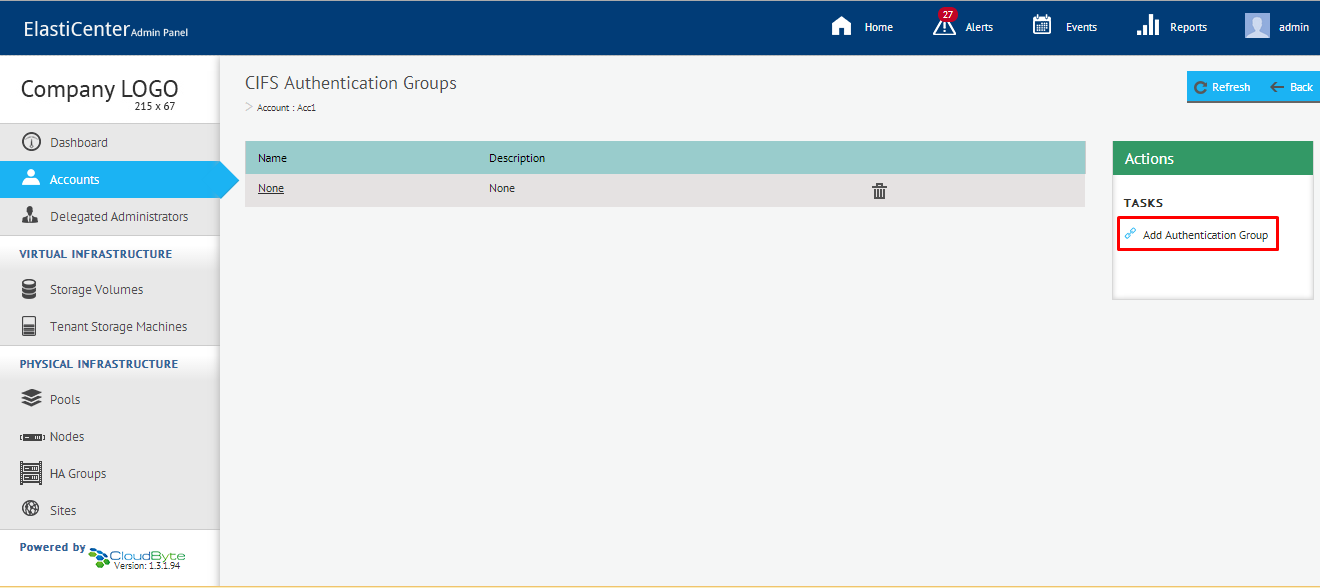 ElastiCenter Admin Panel
Home
27
Alerts
Events
Reports
admin
Company LOGO
215 x 67
Dashboard
Accounts
Delegated Administrators
VIRTUAL INFRASTRUCTURE
Storage Volumes
Tenant Storage Machines
PHYSICAL INFRASTRUCTURE
Pools
Nodes
HA Groups
Sites
Powered by CloudByte
Version: 1.3.1.94
CIFS Authentication Groups
> Account : Acc1
Refresh
Back
Name Description
None None
Actions
TASKS
Add Authentication Group